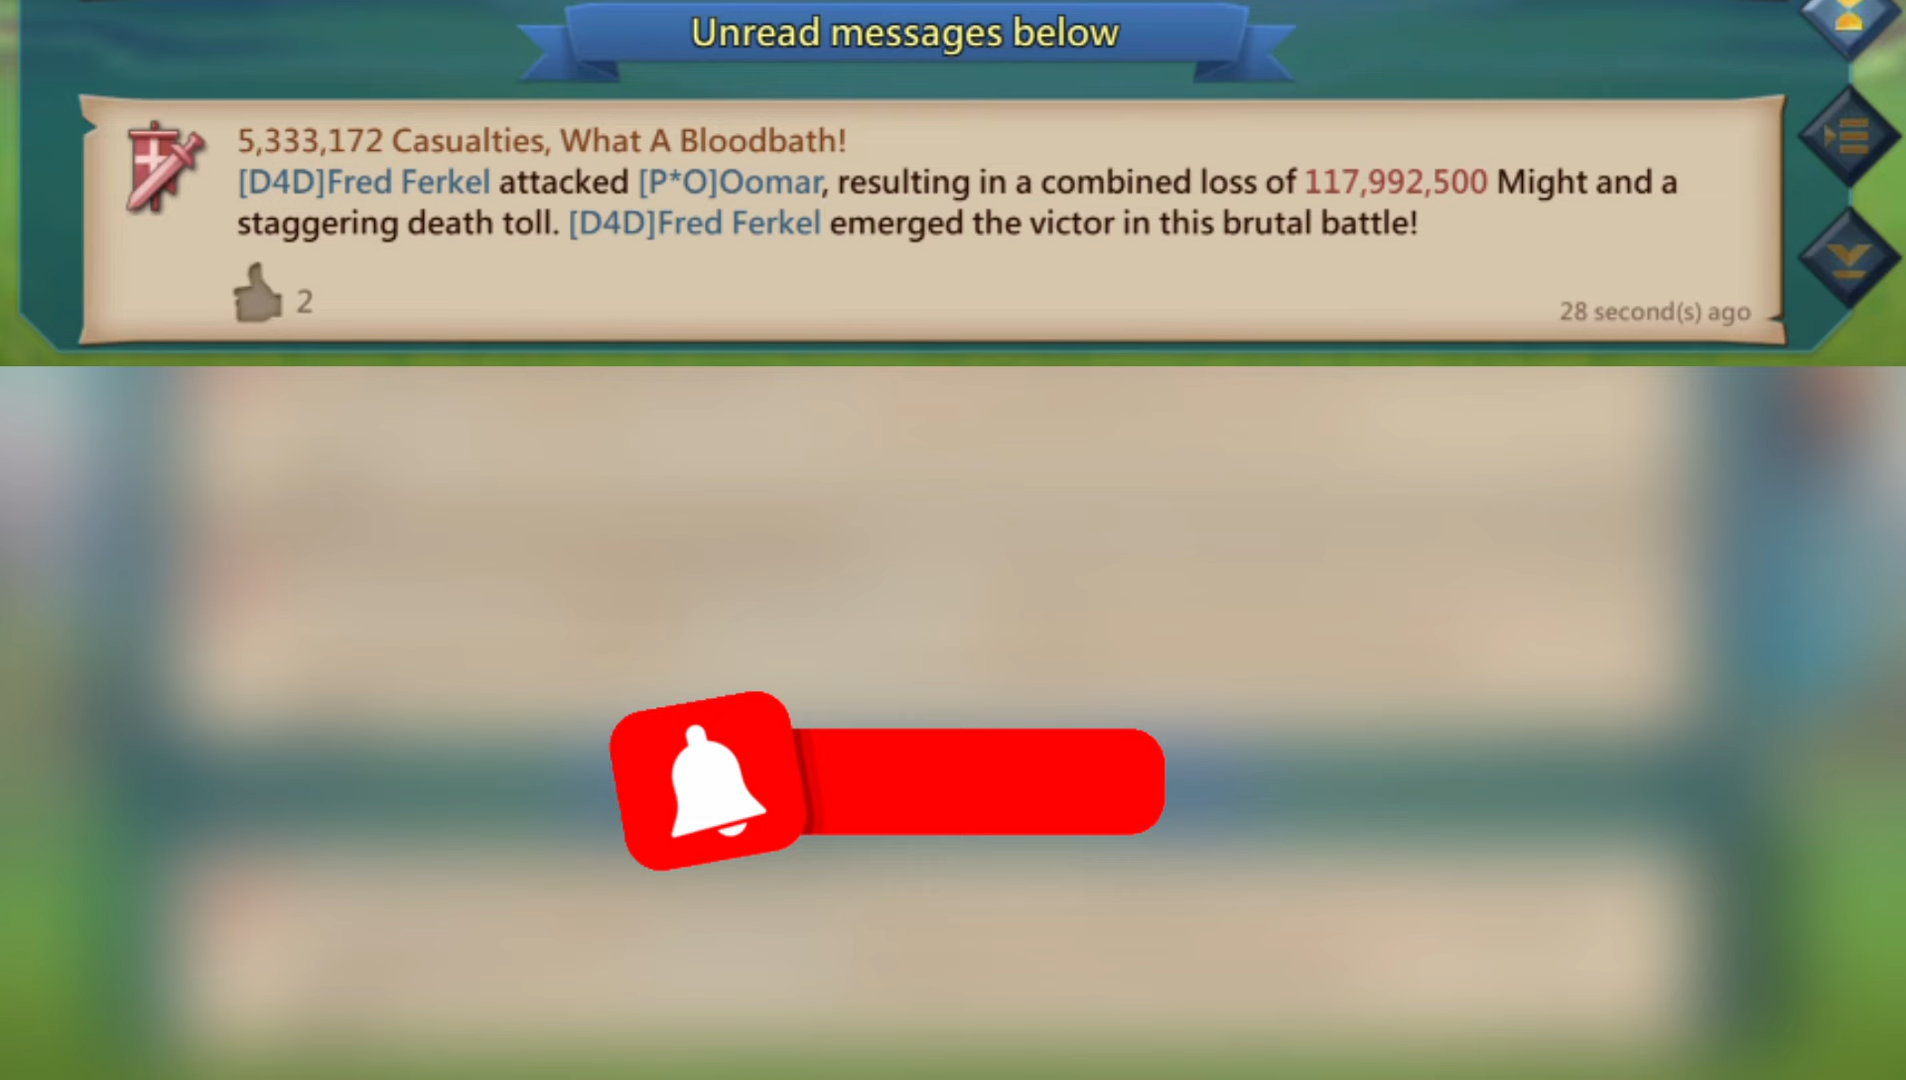 Unread messages below
5,333,172 Casualties, What A Bloodbath!
[D4D]Fred Ferkel attacked [P*O]Oomar, resulting in a combined loss of 117,992,500 Might and a
staggering death toll. [D4D]Fred Ferkel emerged the victor in this brutal battle!
2
28 second(s) ago